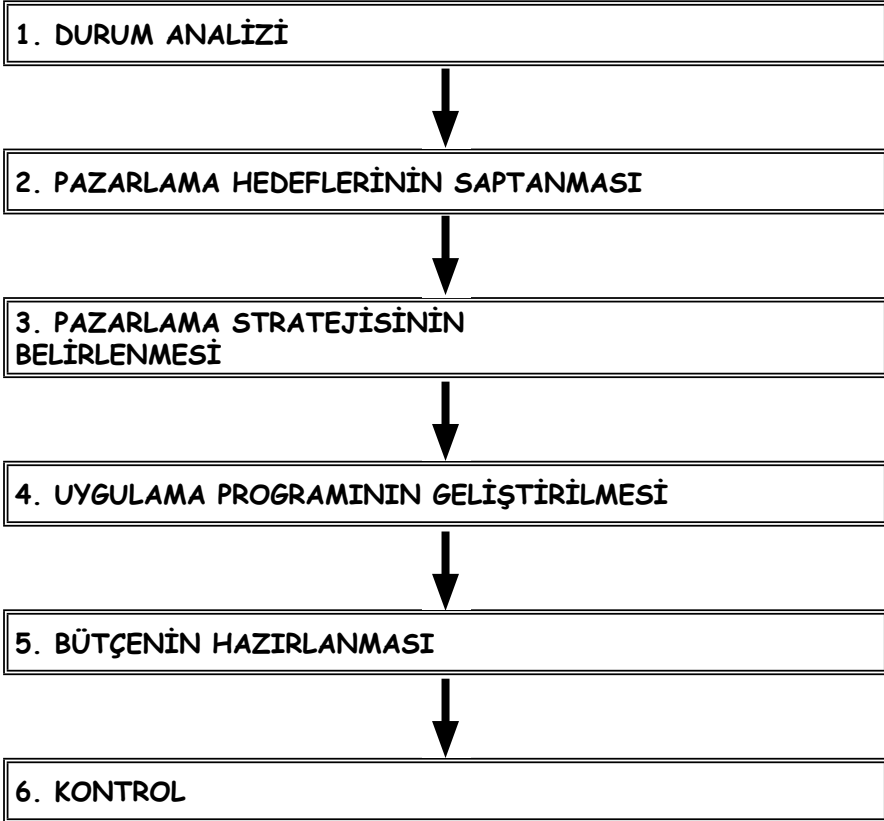 1. DURUM ANALİZİ
2. PAZARLAMA HEDEFLERİNİN SAPTANMASI
3. PAZARLAMA STRATEJİSİNİN
BELİRLENMESİ
4. UYGULAMA PROGRAMININ GELİŞTİRİLMESİ
5. BÜTÇENİN HAZIRLANMASI
6. KONTROL